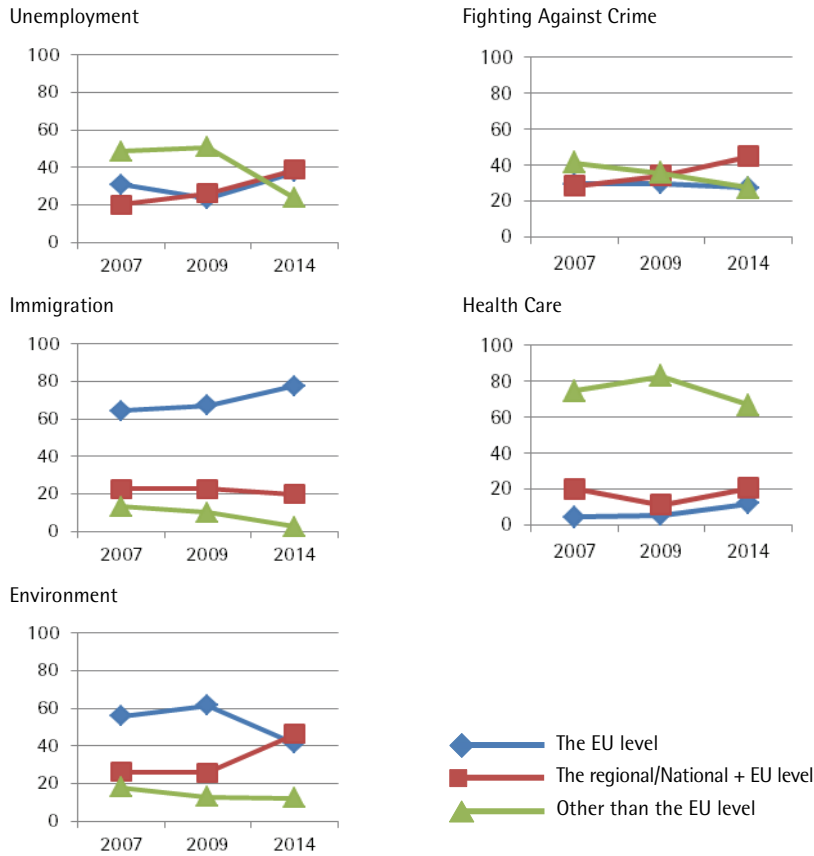 Unemployment
100
80
60
40
20
0
2007 2009 2014
Fighting Against Crime
100
80
60
40
20
0
2007 2009 2014
Immigration
100
80
60
40
20
0
2007 2009 2014
Health Care
100
80
60
40
20
0
2007 2009 2014
Environment
100
80
60
40
20
0
2007 2009 2014
The EU level
The regional/National + EU level
Other than the EU level